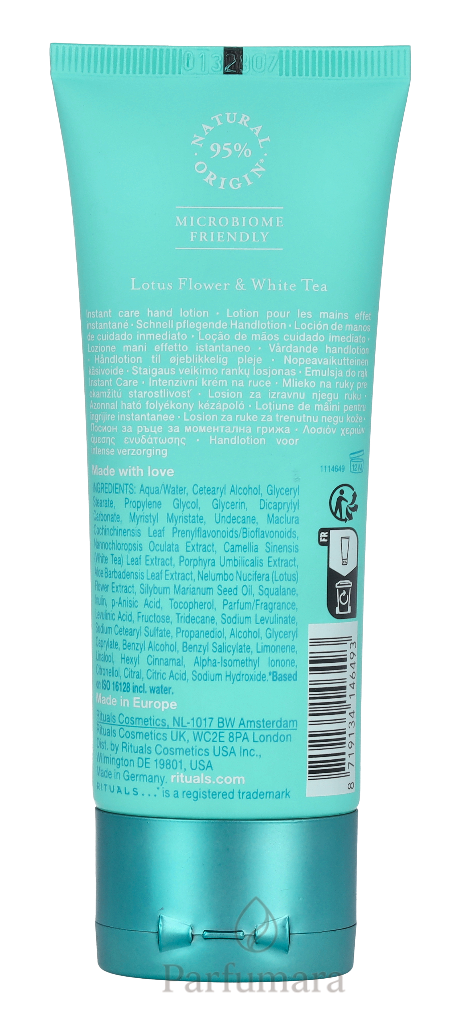 0132807
NATURAL
95%
ORIGIN*
MICROBIOME
FRIENDLY
Lotus Flower & White Tea
Instant care hand lotion · Lotion pour les mains effet
instantané · Schnell pflegende Handlotion · Loción de manos
de cuidado inmediato · Loção de mãos cuidado imediato ·
Lozione mani effetto istantaneo · Vårdande handlotion
· Håndlotion til øjeblikkelig pleje · Nopeavaikutteinen
käsivoide · Staigaus veikimo rankų losjonas · Emulsja do rąk
Instant Care · Intenzivní krém na ruce · Mlieko na ruky pre
okamžitú starostlivosť · Losion za izravnu njegu ruku ·
Azonnal ható folyékony kézápoló · Loțiune de mâini pentru
îngrijire instantanee · Losion za ruke za trenutnu negu kože ·
Лосион за ръце за моментална грижа · Λοσιόν χεριών
άμεσης ενυδάτωσης · Handlotion voor
intense verzorging
Made with love
1114649
12 M
INGREDIENTS: Aqua/Water, Cetearyl Alcohol, Glyceryl
Stearate, Propylene Glycol, Glycerin, Dicaprylyl
Carbonate, Myristyl Myristate, Undecane, Maclura
Cochinchinensis Leaf Prenylflavonoids/Bioflavonoids,
Nannochloropsis Oculata Extract, Camellia Sinensis
(White Tea) Leaf Extract, Porphyra Umbilicalis Extract,
Aloe Barbadensis Leaf Extract, Nelumbo Nucifera (Lotus)
Flower Extract, Silybum Marianum Seed Oil, Squalane,
Inulin, p-Anisic Acid, Tocopherol, Parfum/Fragrance,
Levulinic Acid, Fructose, Tridecane, Sodium Levulinate,
Sodium Cetearyl Sulfate, Propanediol, Alcohol, Glyceryl
Caprylate, Benzyl Alcohol, Benzyl Salicylate, Limonene,
Linalool, Hexyl Cinnamal, Alpha-Isomethyl Ionone,
Citronellol, Citral, Citric Acid, Sodium Hydroxide.*Based
on ISO 16128 incl. water.
FR
Made in Europe
Rituals Cosmetics, NL-1017 BW Amsterdam
Rituals Cosmetics UK, WC2E 8PA London
Dist. by Rituals Cosmetics USA Inc.,
Wilmington DE 19801, USA
Made in Germany. rituals.com
RITUALS...® is a registered trademark
8 719134 146493
Parfumara